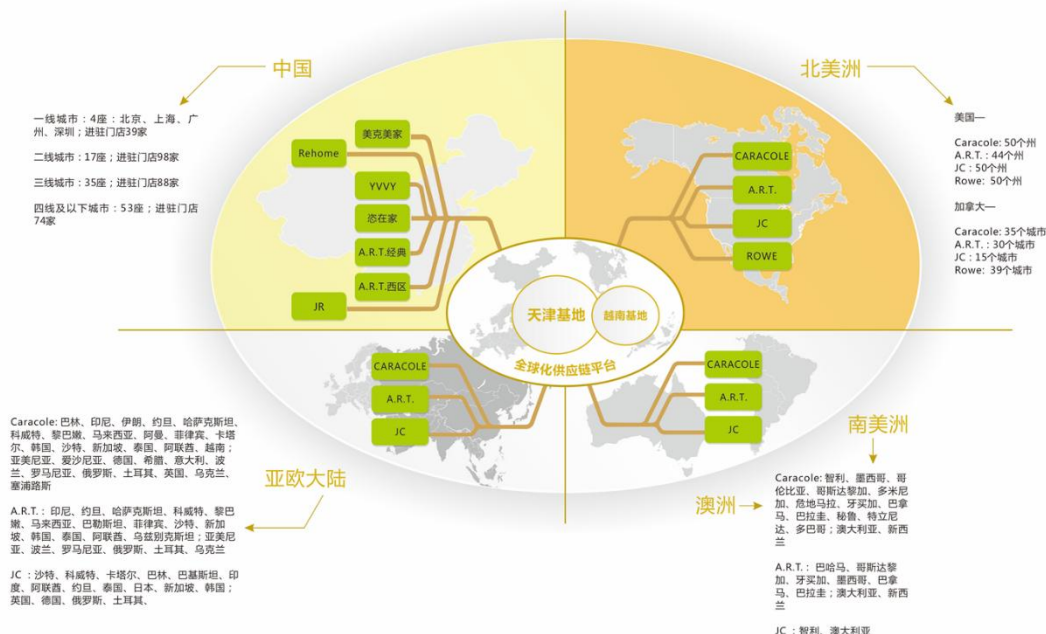 中国
一线城市：4座：北京、上海、广
州、深圳；进驻门店39家
二线城市：17座；进驻门店98家
三线城市：35座；进驻门店88家
四线及以下城市：53座；进驻门店
74家
美克美家
Rehome
YVVY
恣在家
A.R.T.经典
A.R.T.西区
JR
北美洲
美国—
Caracole: 50个州
A.R.T.：44个州
JC：50个州
Rowe: 50个州
加拿大—
Caracole: 35个城市
A.R.T.：30个城市
JC：15个城市
Rowe: 39个城市
CARACOLE
A.R.T.
JC
ROWE
天津基地
越南基地
全球化供应链平台
CARACOLE
A.R.T.
JC
CARACOLE
A.R.T.
JC
亚欧大陆
Caracole: 巴林、印尼、伊朗、约旦、哈萨克斯坦、
科威特、黎巴嫩、马来西亚、阿曼、菲律宾、卡塔
尔、韩国、沙特、新加坡、泰国、阿联酋、越南；
亚美尼亚、爱沙尼亚、德国、希腊、意大利、波
兰、罗马尼亚、俄罗斯、土耳其、英国、乌克兰、
塞浦路斯
A.R.T.：印尼、约旦、哈萨克斯坦、科威特、黎巴
嫩、马来西亚、巴勒斯坦、菲律宾、沙特、新加
坡、韩国、泰国、阿联酋、乌兹别克斯坦；亚美尼
亚、波兰、罗马尼亚、俄罗斯、土耳其、乌克兰
JC ：沙特、科威特、卡塔尔、巴林、巴基斯坦、印
度、阿联酋、约旦、泰国、日本、新加坡、韩国；
英国、德国、俄罗斯、土耳其、
南美洲
澳洲
Caracole: 智利、墨西哥、哥
伦比亚、哥斯达黎加、多米尼
加、危地马拉、牙买加、巴拿
马、巴拉圭、秘鲁、特立尼
达、多巴哥；澳大利亚、新西
兰
A.R.T.：巴哈马、哥斯达黎
加、牙买加、墨西哥、巴拿
马、巴拉圭；澳大利亚、新西
兰
JC ：智利、澳大利亚